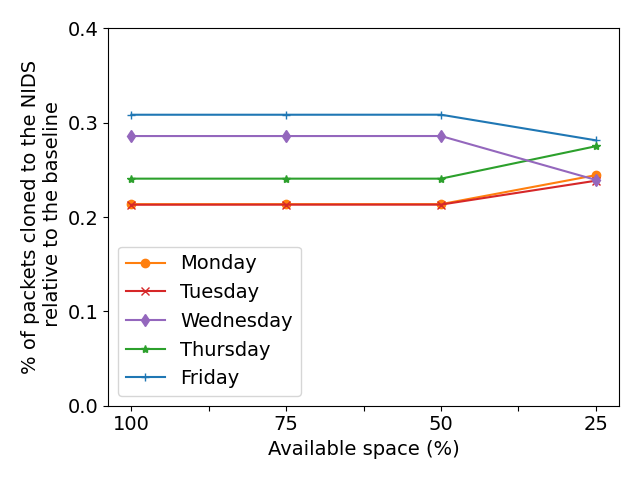 % of packets cloned to the NIDS
relative to the baseline
0.4
0.3
0.2
0.1
0.0
Monday
Tuesday
Wednesday
Thursday
Friday
100 75 50 25
Available space (%)